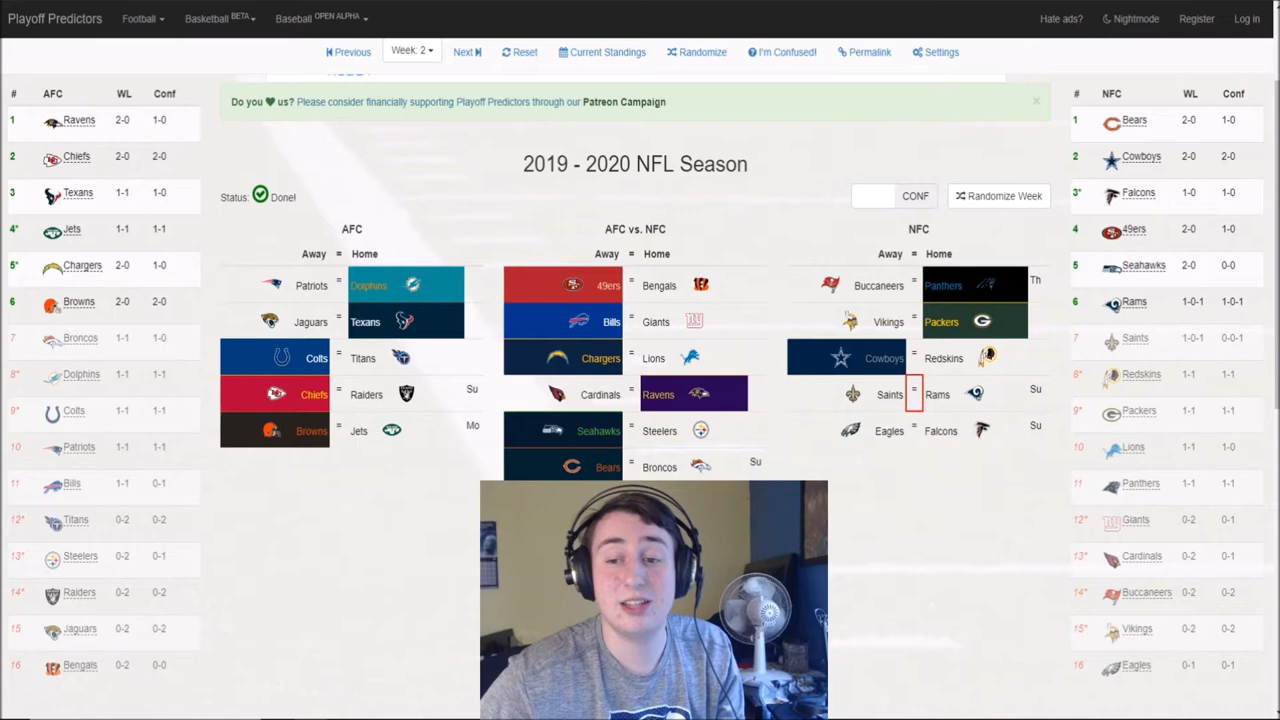 Playoff Predictors Football Basketball BETA Baseball OPEN ALPHA Hate ads? Nightmode Register Log in
Previous Week: 2 Next Reset Current Standings Randomize I'm Confused! Permalink Settings
Do you us? Please consider financially supporting Playoff Predictors through our Patreon Campaign ×
2019 - 2020 NFL Season
Status: Done! CONF Randomize Week
# AFC WL Conf
1 Ravens 2-0 1-0
2 Chiefs 2-0 2-0
3 Texans 1-1 1-0
4* Jets 1-1 1-1
5* Chargers 2-0 1-0
6 Browns 2-0 2-0
7 Broncos 1-1 1-0
8* Dolphins 1-1 1-1
9* Colts 1-1 1-1
10 Patriots 1-1 1-1
11 Bills 1-1 0-1
12* Titans 0-2 0-2
13* Steelers 0-2 0-1
14* Raiders 0-2 0-2
15 Jaguars 0-2 0-2
16 Bengals 0-2 0-0
AFC
Away = Home
Patriots = Dolphins
Jaguars = Texans
Colts = Titans
Chiefs = Raiders Su
Browns = Jets Mo
AFC vs. NFC
Away = Home
49ers = Bengals
Bills = Giants
Chargers = Lions
Cardinals = Ravens
Seahawks = Steelers
Bears = Broncos Su
NFC
Away = Home
Buccaneers = Panthers Th
Vikings = Packers
Cowboys = Redskins
Saints = Rams Su
Eagles = Falcons Su
# NFC WL Conf
1 Bears 2-0 1-0
2 Cowboys 2-0 2-0
3* Falcons 1-0 1-0
4 49ers 2-0 1-0
5 Seahawks 2-0 0-0
6 Rams 1-0-1 1-0-1
7 Saints 1-0-1 0-0-1
8* Redskins 1-1 1-1
9* Packers 1-1 1-1
10 Lions 1-1 1-0
11 Panthers 1-1 1-1
12* Giants 0-2 0-1
13* Cardinals 0-2 0-1
14* Buccaneers 0-2 0-2
15* Vikings 0-2 0-2
16 Eagles 0-1 0-1